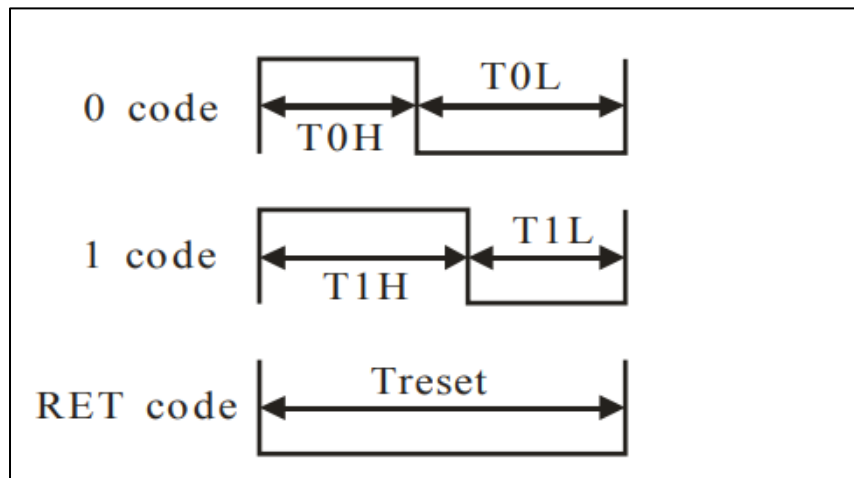 0 code
T0H
T0L
1 code
T1H
T1L
RET code
Treset